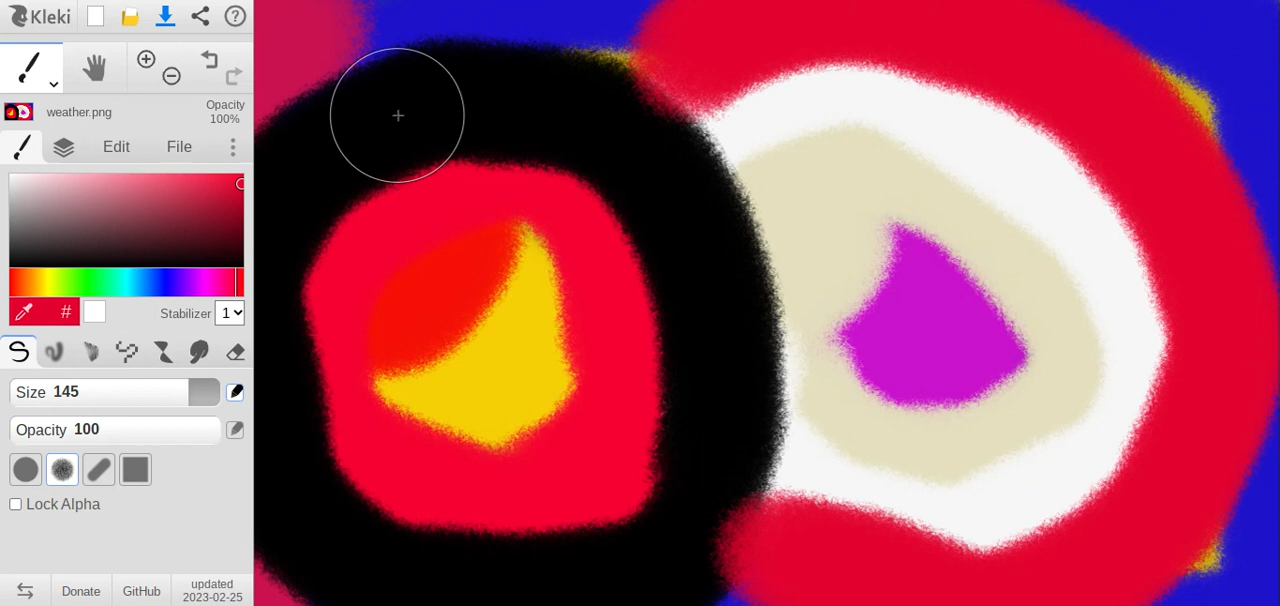 Kleki
?
weather.png
Opacity
100%
Edit
File
#
Stabilizer
1
Size 145
Opacity 100
Lock Alpha
Donate
GitHub
updated
2023-02-25